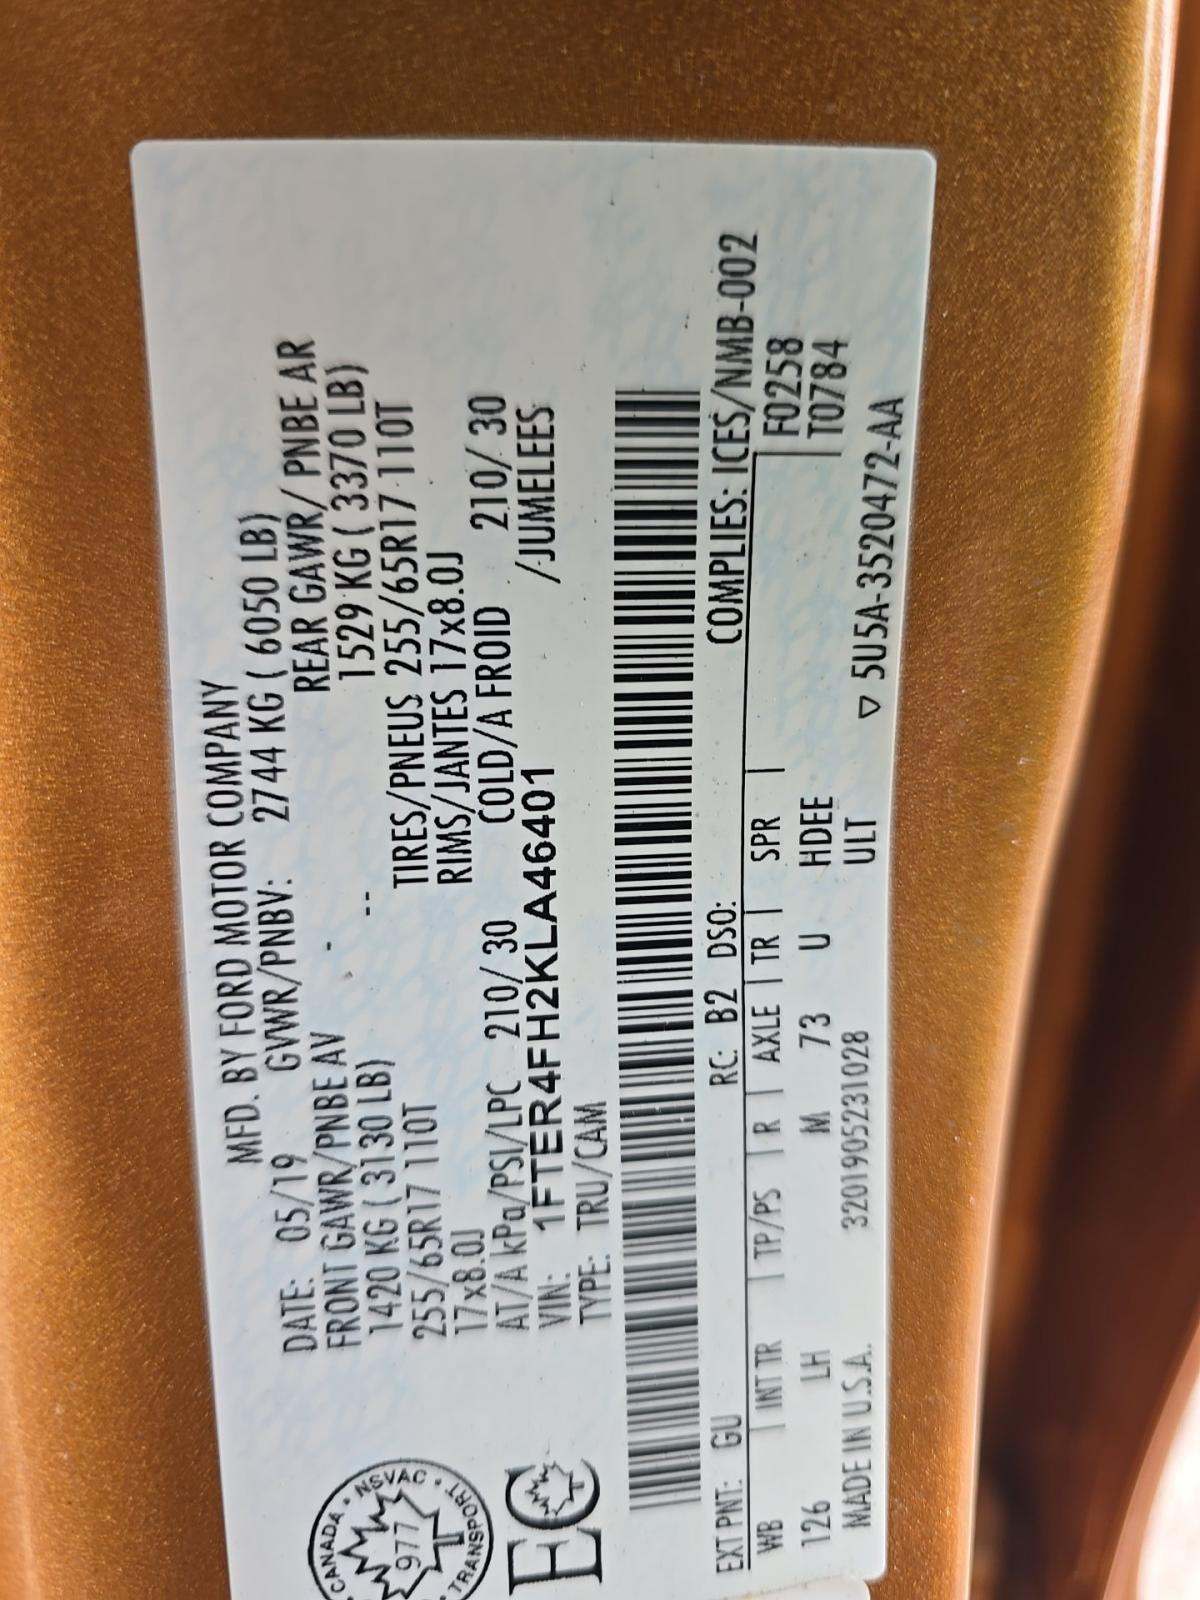 MFD. BY FORD MOTOR COMPANY
DATE: 05/19 GVWR/PNBV: 2744 KG ( 6050 LB)
FRONT GAWR/PNBE AV - REAR GAWR/ PNBE AR
1420 KG ( 3130 LB) -- 1529 KG ( 3370 LB)
255/65R17 110T TIRES/PNEUS 255/65R17 110T
17x8.0J RIMS/JANTES 17x8.0J
AT/A kPa/PSI/LPC 210/ 30 COLD/A FROID 210/ 30
VIN: 1FTER4FH2KLA46401 /JUMELEES
TYPE: TRU/CAM
CANADA • NSVAC • TRANSPORT
977
T
EC
COMPLIES: ICES/NMB-002
EXT PNT: GU RC: B2 DSO:
WB | INT TR | TP/PS | R | AXLE | TR | SPR | F0258
126 LH M 73 U HDEE T0784
ULT
MADE IN U.S.A. 3201905231028 ▽ 5U5A-3520472-AA